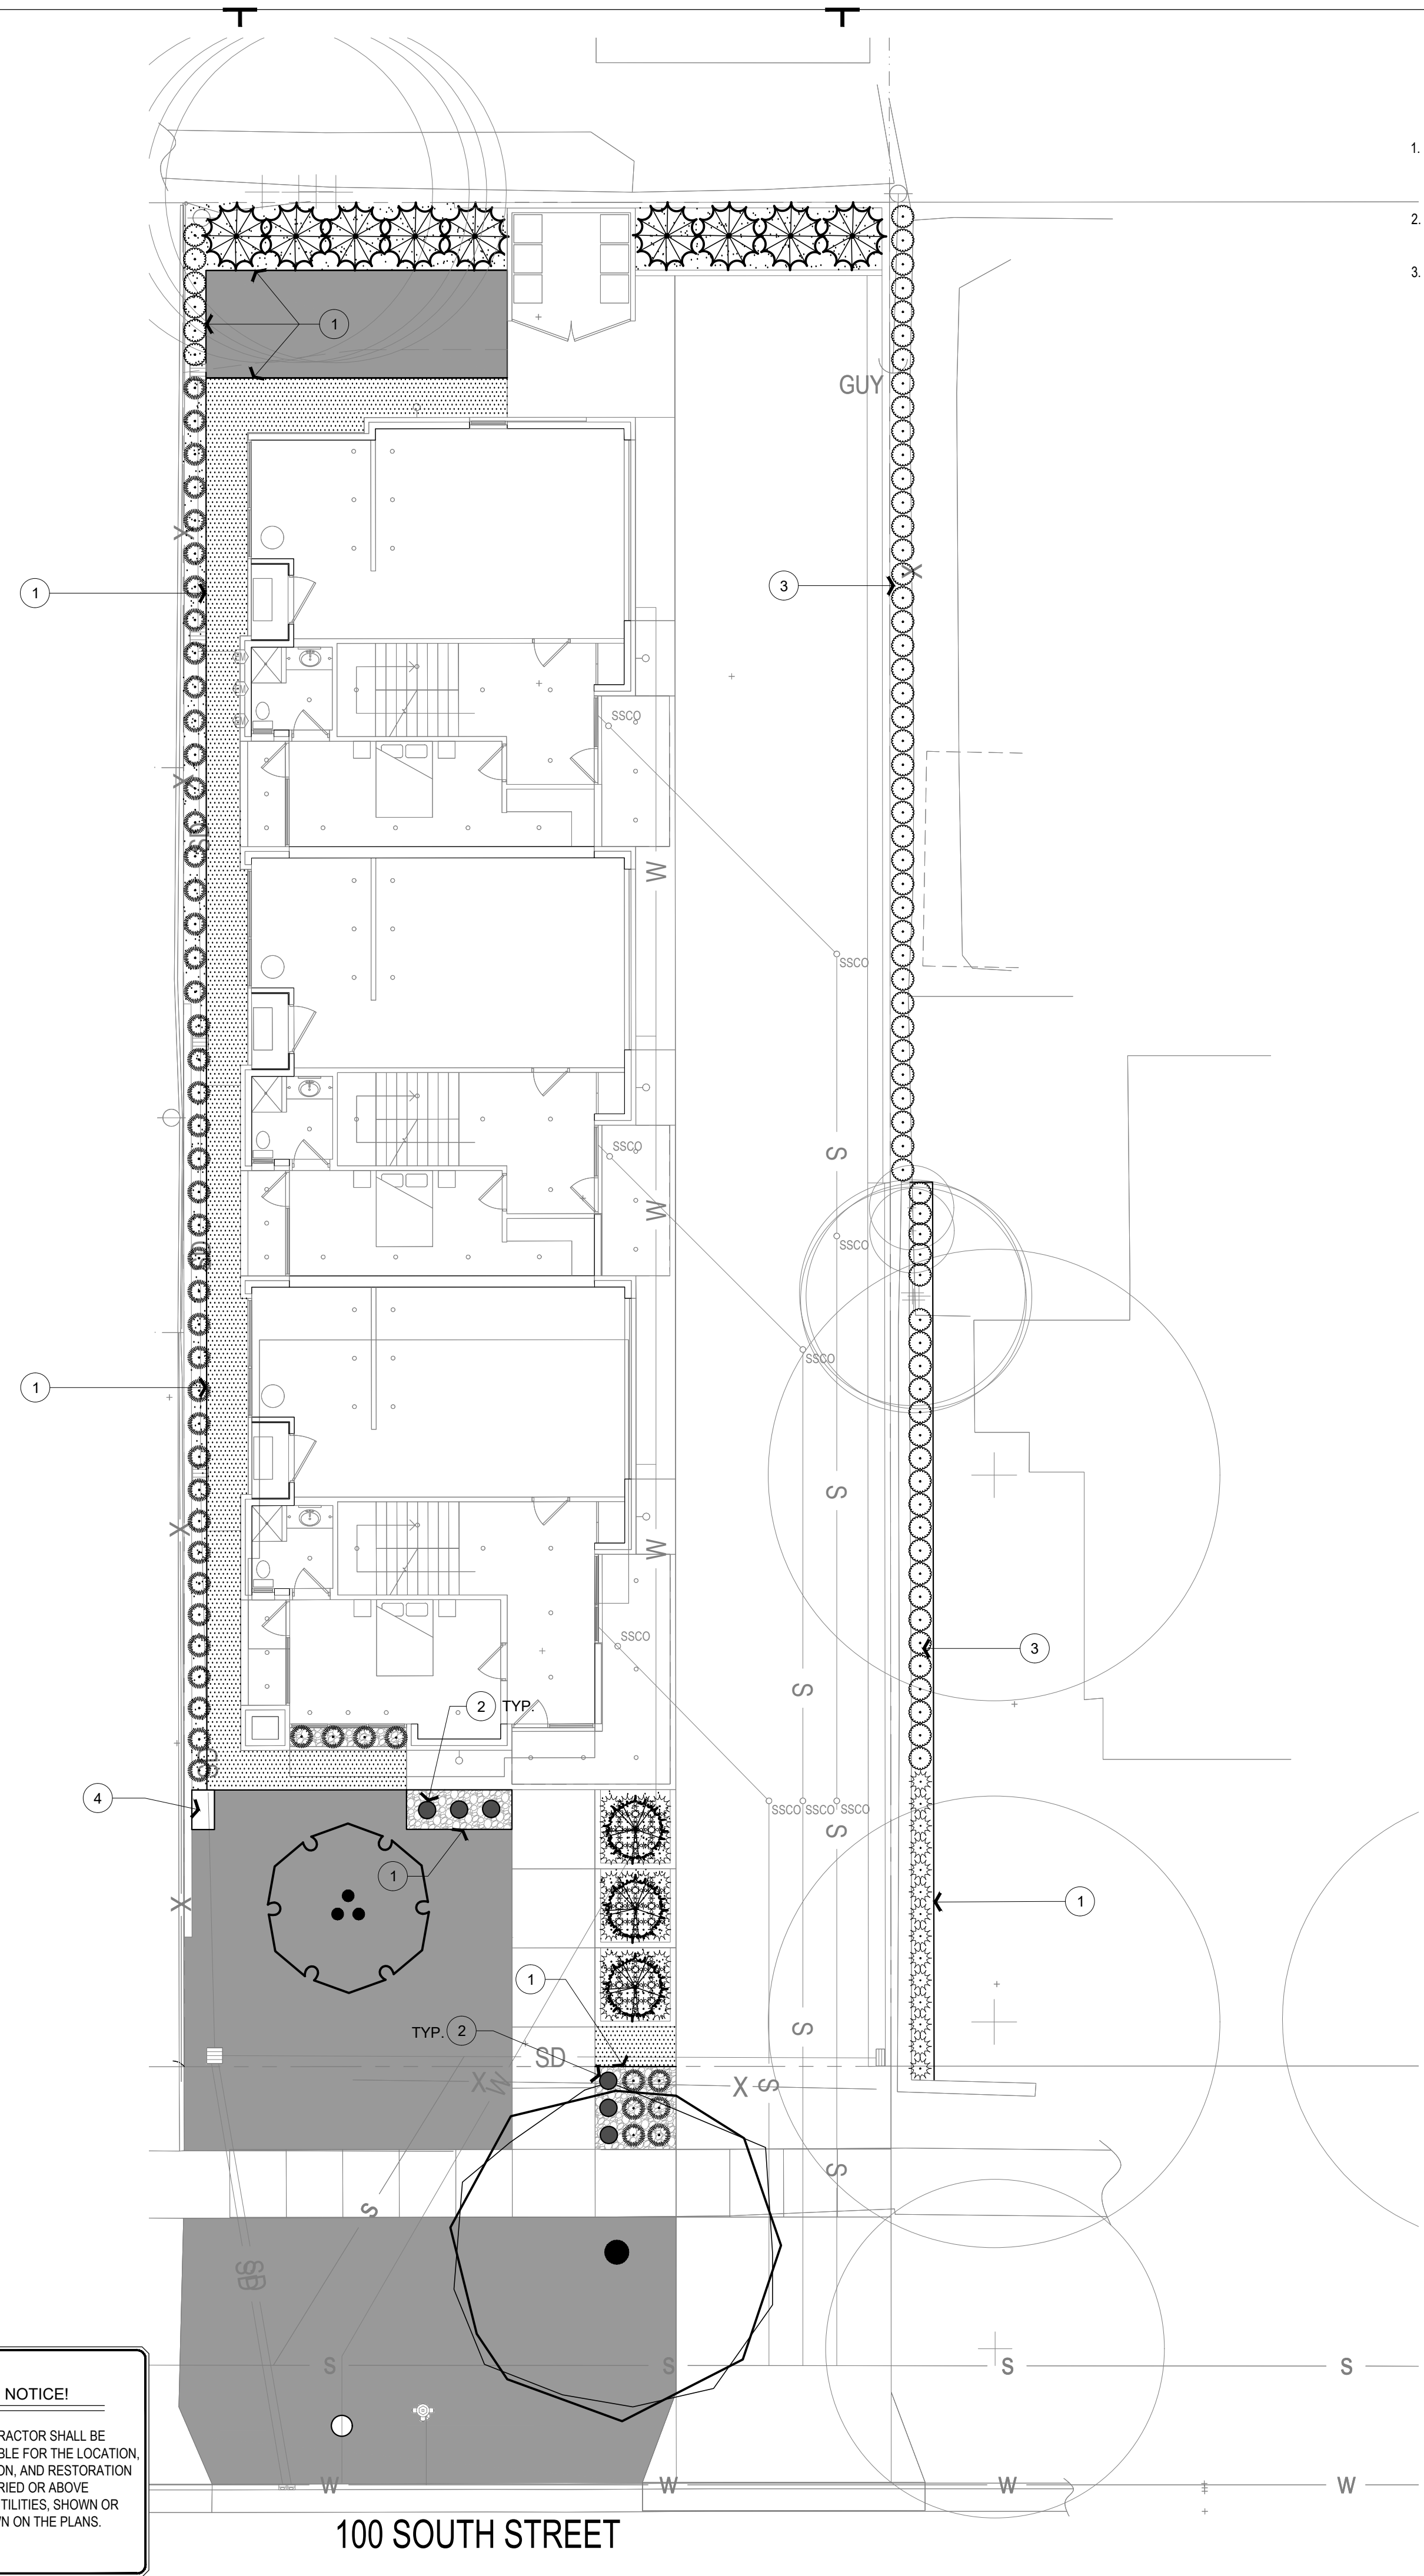 1.
2.
3.
1
GUY
X
1
3
X
SSCO
X
W
SSCO
SSCO
S
W
SSCO
SSCO
S
X
W
SSCO
3
S
2 TYP.
4
SSCO SSCO SSCO
S
1
X
1
1
TYP. 2
SD
S
X
W
X
S
S
S
S
S
S
S
NOTICE!
RACTOR SHALL BE
BLE FOR THE LOCATION,
ON, AND RESTORATION
RIED OR ABOVE
TILITIES, SHOWN OR
VN ON THE PLANS.
W
W
W
W
100 SOUTH STREET